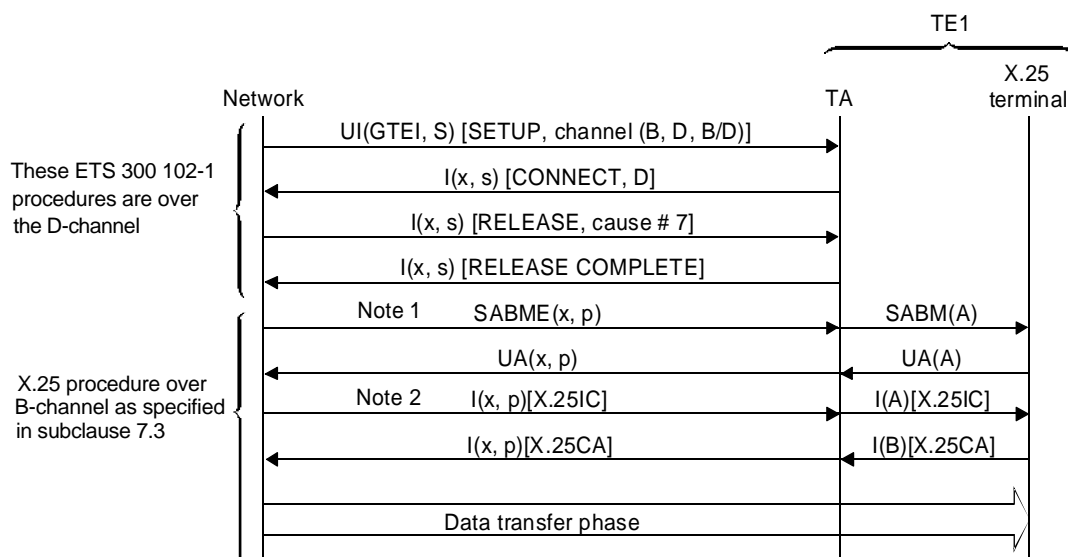 TE1
X.25
terminal
Network
TA
UI(GTEI, S) [SETUP, channel (B, D, B/D)]
These ETS 300 102-1
procedures are over
the D-channel
I(x, s) [CONNECT, D]
I(x, s) [RELEASE, cause # 7]
I(x, s) [RELEASE COMPLETE]
Note 1
SABME(x, p)
SABM(A)
UA(x, p)
UA(A)
X.25 procedure over
B-channel as specified
in subclause 7.3
Note 2
I(x, p)[X.25IC]
I(A)[X.25IC]
I(x, p)[X.25CA]
I(B)[X.25CA]
Data transfer phase